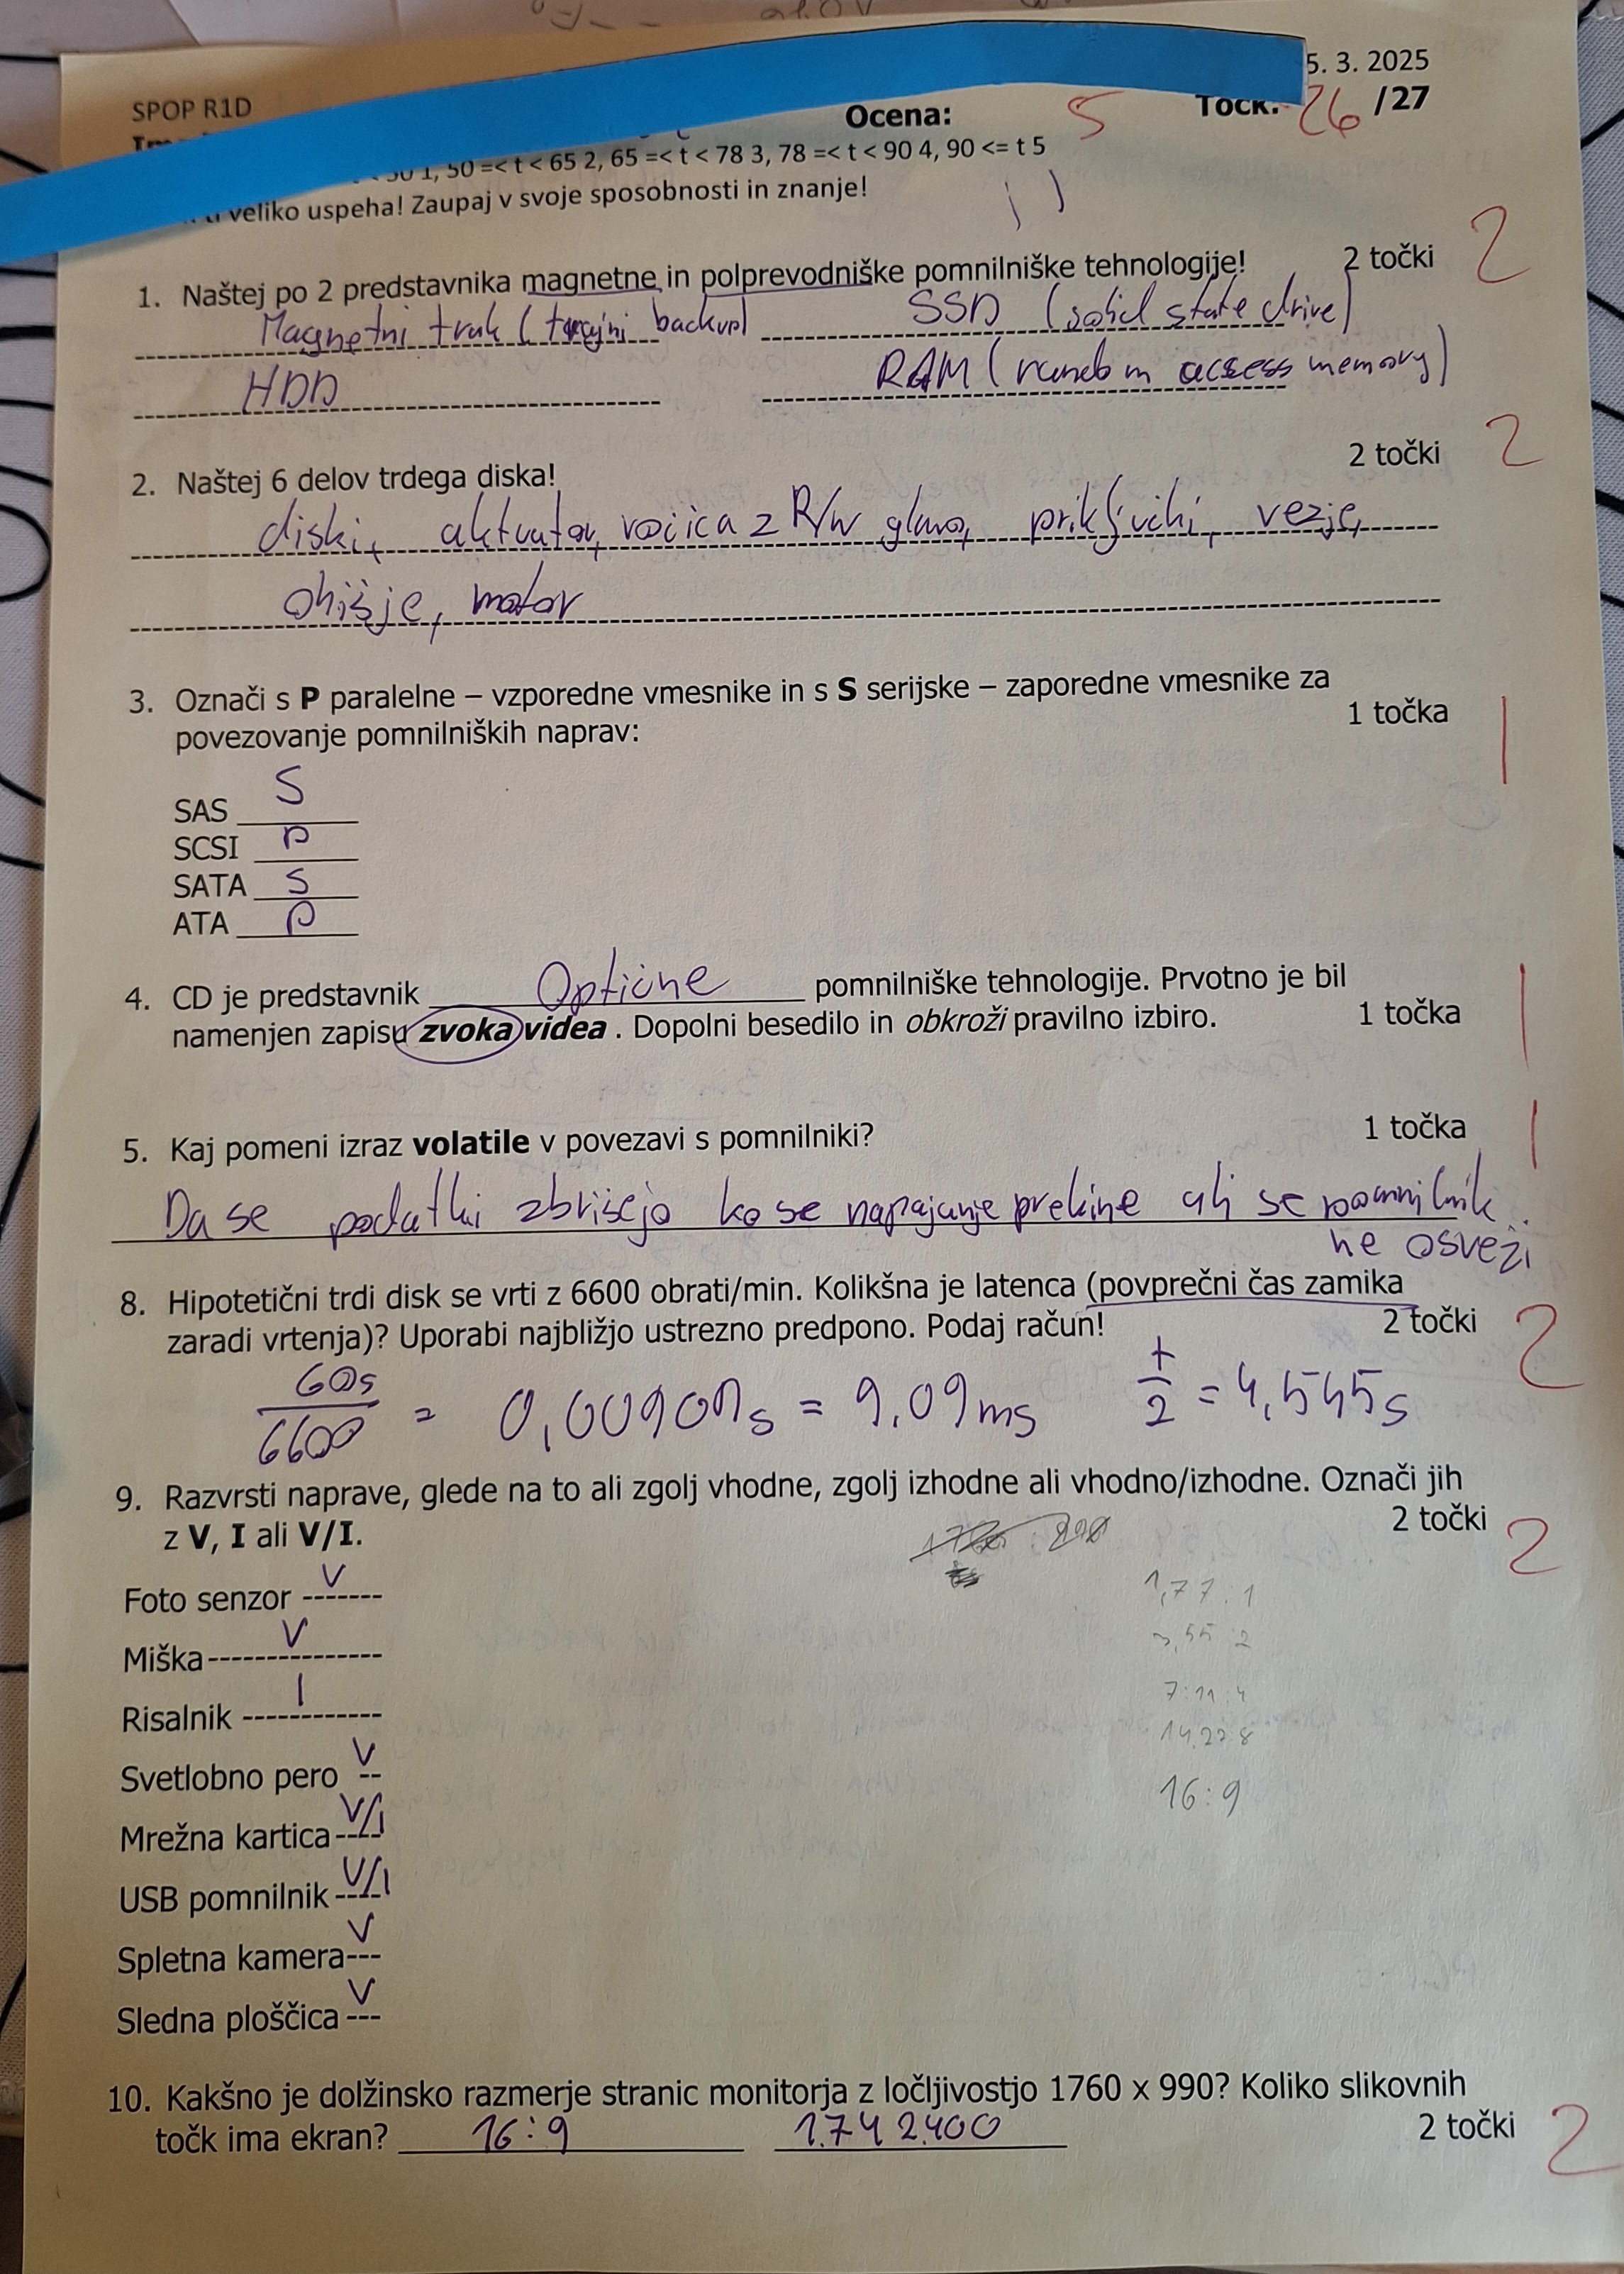 5. 3. 2025
SPOP R1D
Ocena: 5 Točk: 26 /27
1, 50 =< t < 65 2, 65 =< t < 78 3, 78 =< t < 90 4, 90 <= t 5
veliko uspeha! Zaupaj v svoje sposobnosti in znanje!
1. Naštej po 2 predstavnika magnetne in polprevodniške pomnilniške tehnologije! 2 točki 2
Magnetni trak (trajni backup) SSD (solid state drive)
HDD RAM (random access memory)
2. Naštej 6 delov trdega diska! 2 točki 2
diski, aktuator, ročica z R/W glavo, priključki, vezje,
ohišje, motor
3. Označi s P paralelne – vzporedne vmesnike in s S serijske – zaporedne vmesnike za
povezovanje pomnilniških naprav: 1 točka 1
SAS S
SCSI P
SATA S
ATA P
4. CD je predstavnik Optične pomnilniške tehnologije. Prvotno je bil
namenjen zapisu zvoka videa . Dopolni besedilo in obkroži pravilno izbiro. 1 točka 1
5. Kaj pomeni izraz volatile v povezavi s pomnilniki? 1 točka 1
Da se podatki zbrišejo ko se napajanje prekine ali se pomnilnik
ne osveži
8. Hipotetični trdi disk se vrti z 6600 obrati/min. Kolikšna je latenca (povprečni čas zamika
zaradi vrtenja)? Uporabi najbližjo ustrezno predpono. Podaj račun! 2 točki 2
60s/6600 = 0,00909s = 9,09ms t/2 = 4,545s
9. Razvrsti naprave, glede na to ali zgolj vhodne, zgolj izhodne ali vhodno/izhodne. Označi jih
z V, I ali V/I. 2 točki 2
Foto senzor V
1,77:1
Miška V
3,55 2
Risalnik I
7:11:4
14,22 8
Svetlobno pero V
16:9
Mrežna kartica V/I
USB pomnilnik V/I
Spletna kamera V
Sledna ploščica V
10. Kakšno je dolžinsko razmerje stranic monitorja z ločljivostjo 1760 x 990? Koliko slikovnih
točk ima ekran? 16:9 1.742.400 2 točki 2